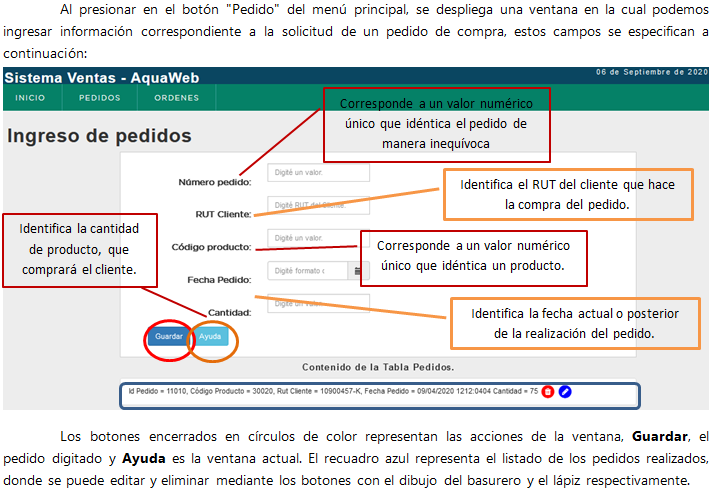 Al presionar en el botón "Pedido" del menú principal, se despliega una ventana en la cual podemos
ingresar información correspondiente a la solicitud de un pedido de compra, estos campos se especifican a
continuación:
Sistema Ventas - AquaWeb
06 de Septiembre de 2020
INICIO PEDIDOS ORDENES
Corresponde a un valor numérico
único que idéntica el pedido de
manera inequívoca
Ingreso de pedidos
Número pedido: Digité un valor.
Identifica el RUT del cliente que hace
la compra del pedido.
RUT Cliente: Digité RUT del Cliente.
Identifica la cantidad
de producto, que
comprará el cliente.
Código producto: Digité un valor.
Corresponde a un valor numérico
único que idéntica un producto.
Fecha Pedido: Digité formato c
Identifica la fecha actual o posterior
de la realización del pedido.
Cantidad: Digité un valor.
Guardar Ayuda
Contenido de la Tabla Pedidos.
Id Pedido = 11010, Código Producto = 30020, Rut Cliente = 10900457-K, Fecha Pedido = 09/04/2020 1212:0404 Cantidad = 75
Los botones encerrados en círculos de color representan las acciones de la ventana, Guardar, el
pedido digitado y Ayuda es la ventana actual. El recuadro azul representa el listado de los pedidos realizados,
donde se puede editar y eliminar mediante los botones con el dibujo del basurero y el lápiz respectivamente.